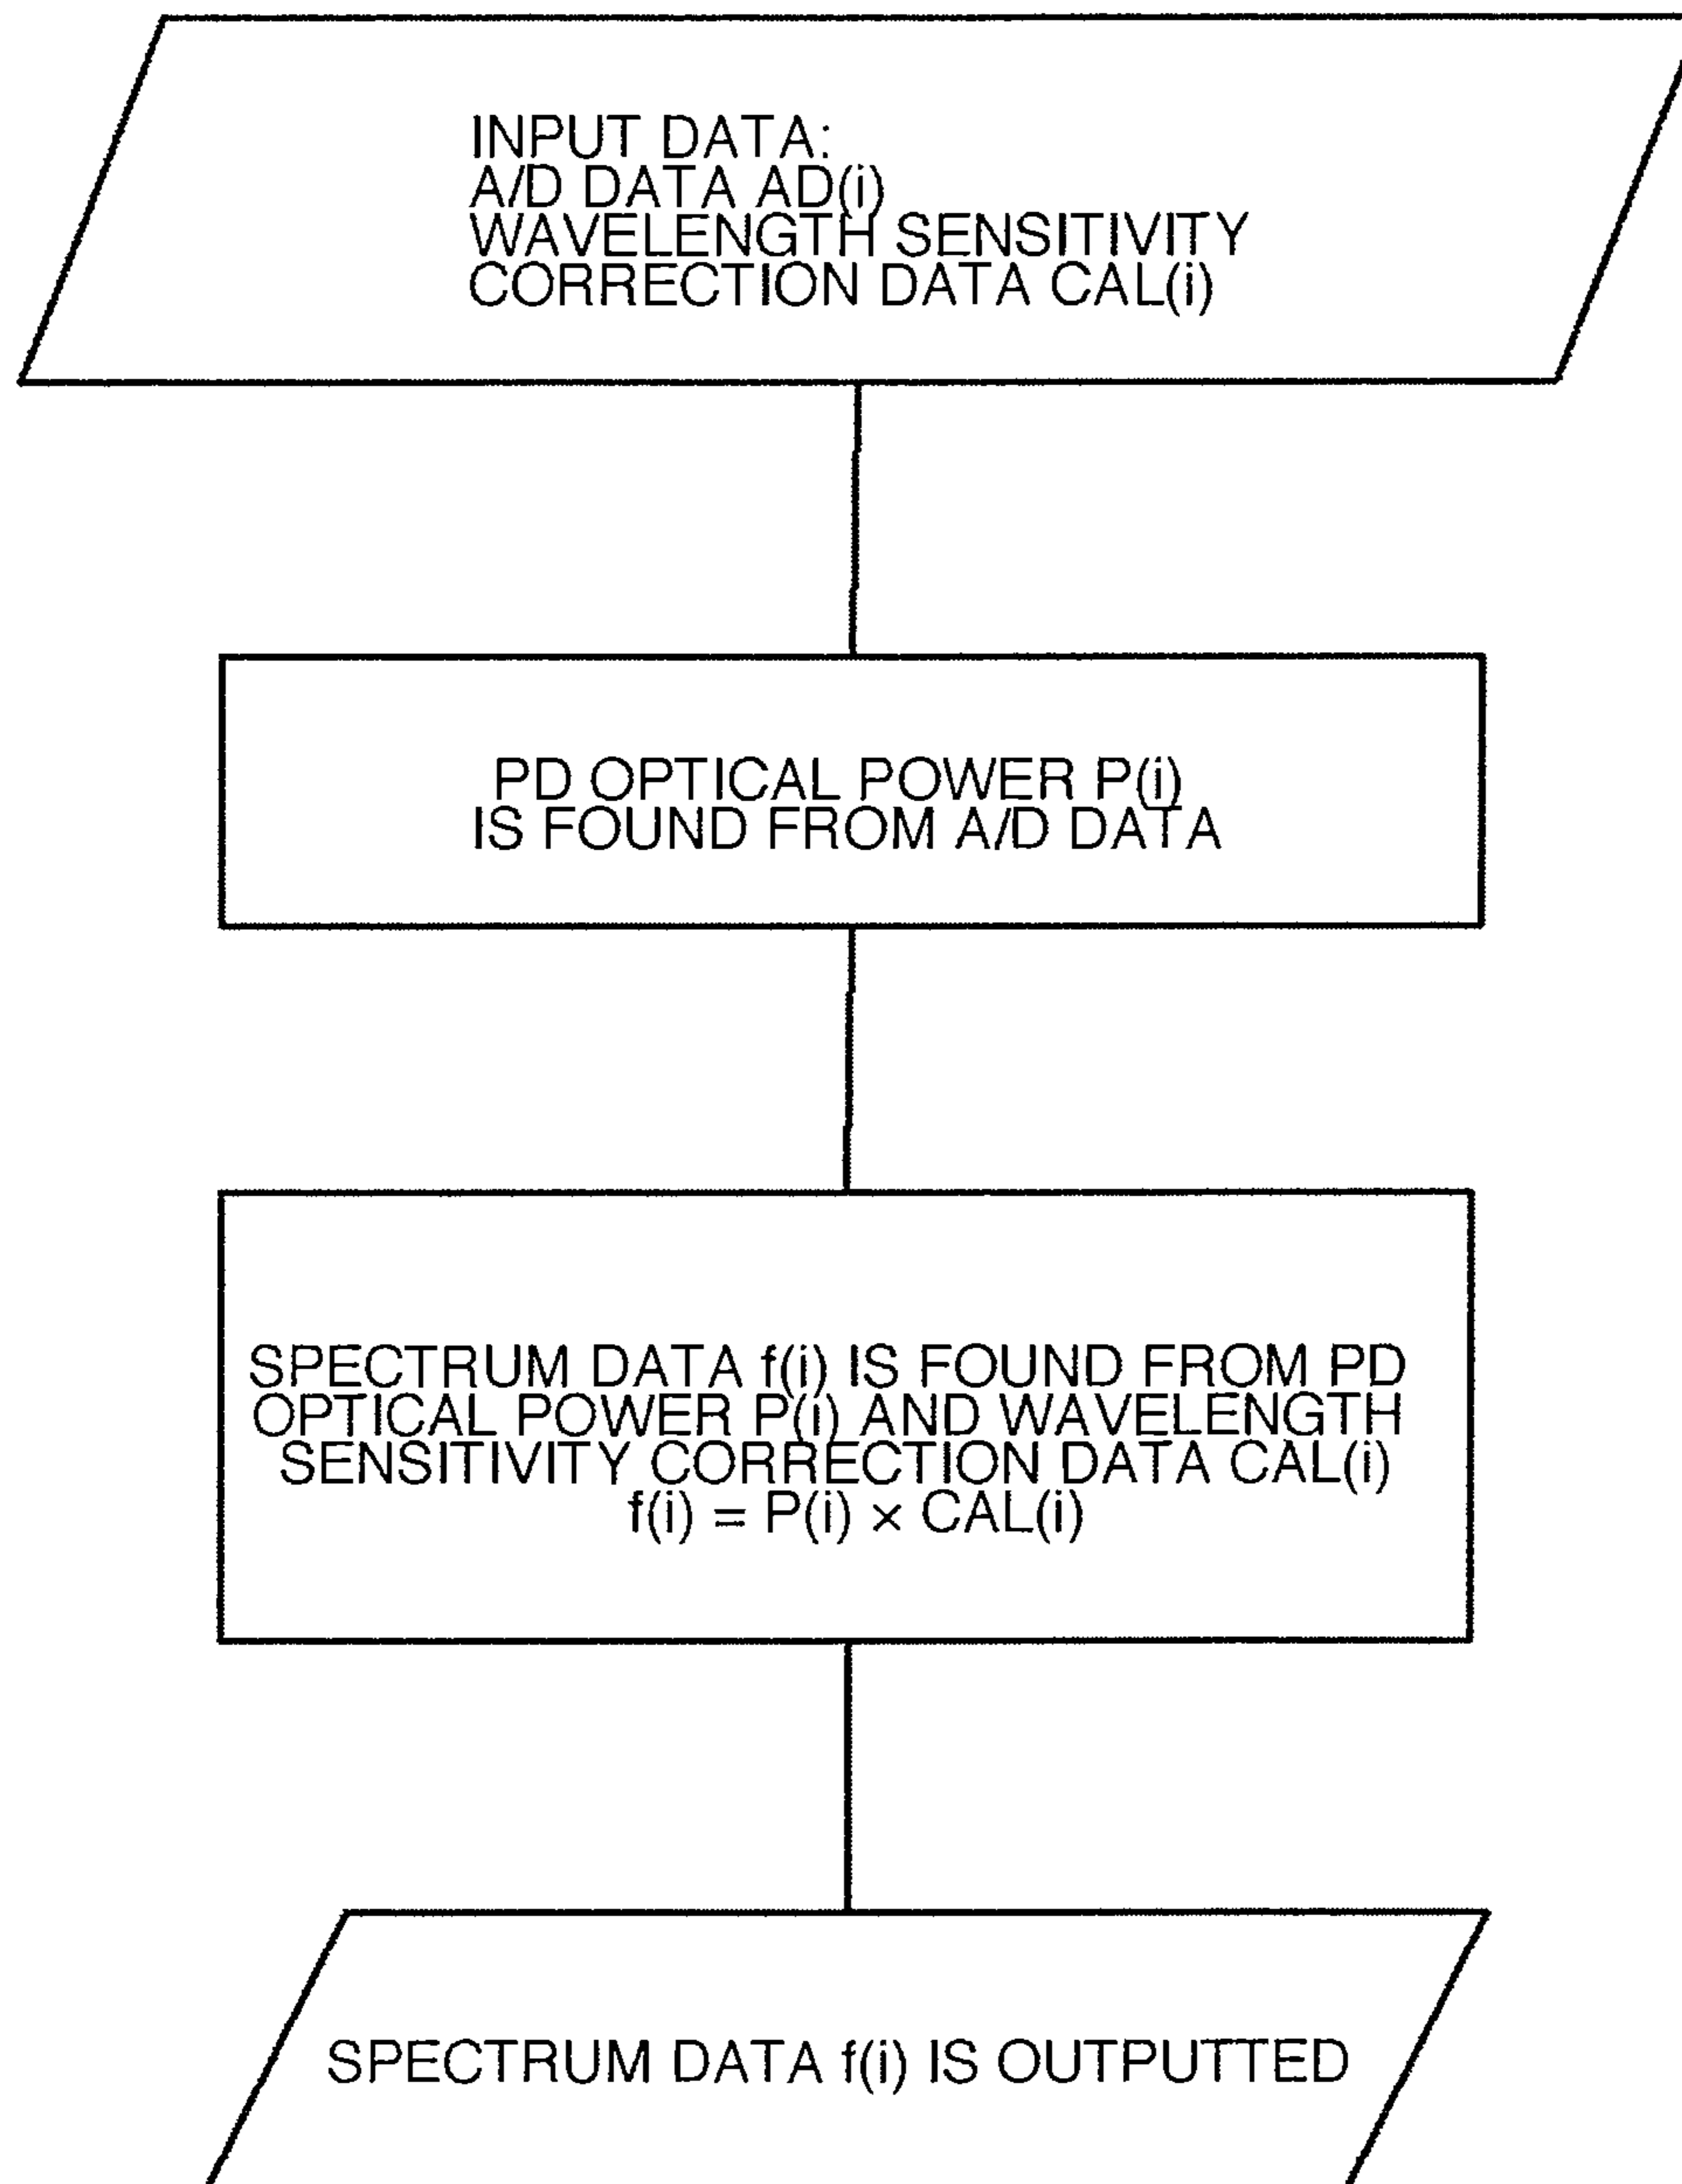 INPUT DATA:
A/D DATA AD(i)
WAVELENGTH SENSITIVITY
CORRECTION DATA CAL(i)
PD OPTICAL POWER P(i)
IS FOUND FROM A/D DATA
SPECTRUM DATA f(i) IS FOUND FROM PD
OPTICAL POWER P(i) AND WAVELENGTH
SENSITIVITY CORRECTION DATA CAL(i)
f(i) = P(i) × CAL(i)
SPECTRUM DATA f(i) IS OUTPUTTED